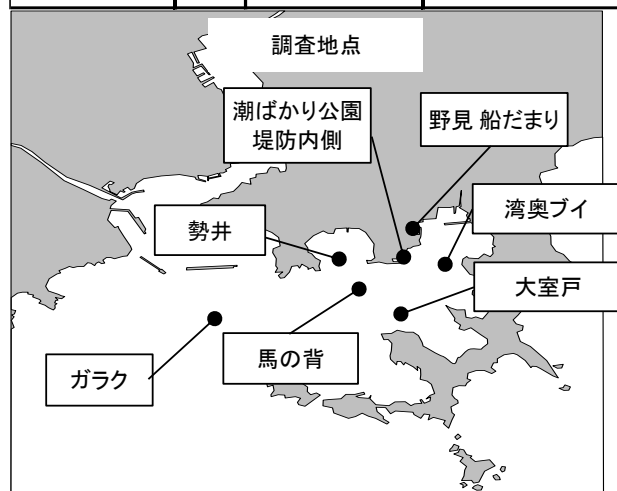 調査地点
潮ばかり公園
堤防内側
野見 船だまり
湾奥ブイ
勢井
大室戸
馬の背
ガラク